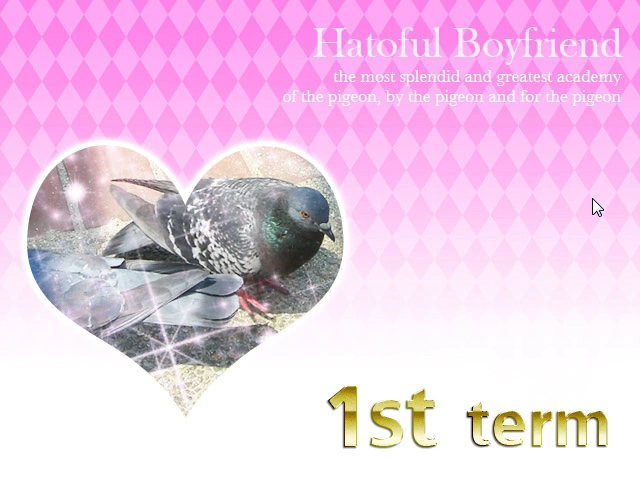 Hatoful Boyfriend
the most splendid and greatest academy
of the pigeon, by the pigeon and for the pigeon
1st term